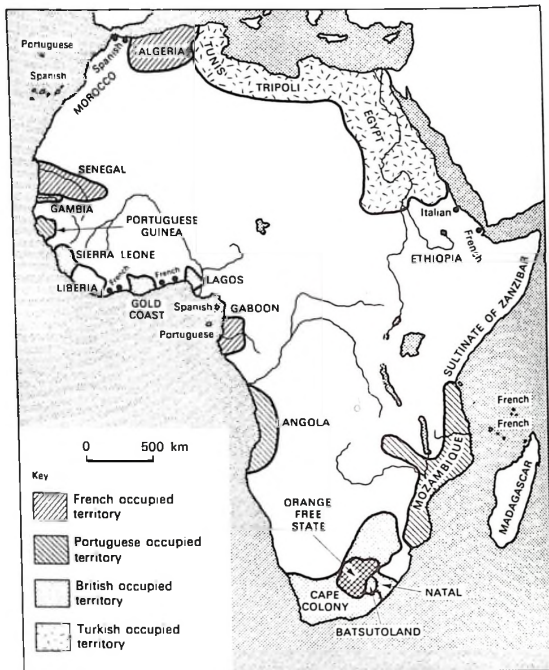 Portuguese
Spanish
Spanish
ALGERIA
TUNIS
MOROCCO
TRIPOLI
EGYPT
SENEGAL
GAMBIA
PORTUGUESE
GUINEA
SIERRA LEONE
LIBERIA
French
French
GOLD
COAST
LAGOS
Spanish
GABOON
Portuguese
Italian
French
ETHIOPIA
SULTINATE OF ZANZIBAR
ANGOLA
French
French
MOZAMBIQUE
MADAGASCAR
ORANGE
FREE
STATE
CAPE
COLONY
NATAL
BATSUTOLAND
0 500 km
Key
French occupied
territory
Portuguese occupied
territory
British occupied
territory
Turkish occupied
territory